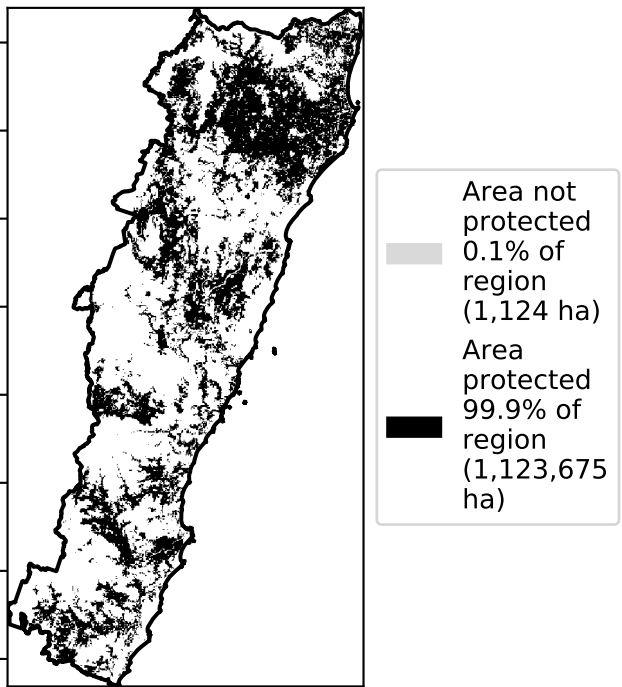 Area not
protected
0.1% of
region
(1,124 ha)
Area
protected
99.9% of
region
(1,123,675
ha)